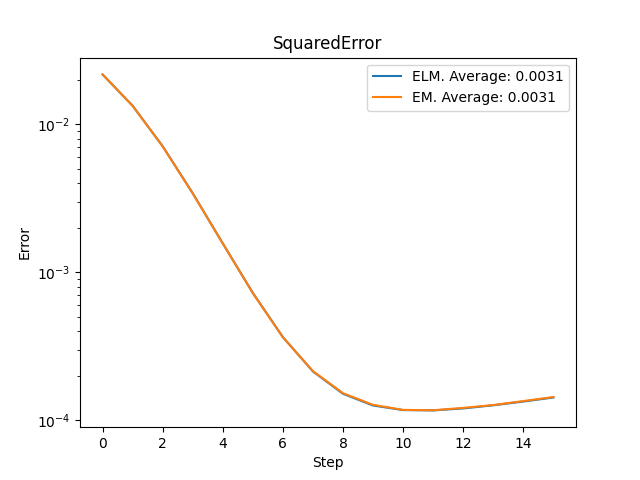 SquaredError
ELM. Average: 0.0031
EM. Average: 0.0031
Error
10⁻²
10⁻³
10⁻⁴
0 2 4 6 8 10 12 14
Step